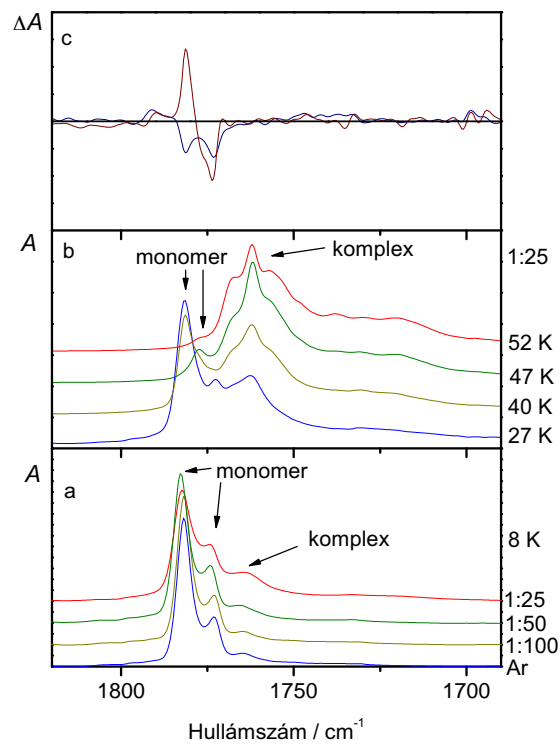 ΔA
c
A
b
monomer
komplex
1:25
52 K
47 K
40 K
27 K
A
a
monomer
komplex
8 K
1:25
1:50
1:100
Ar
1800
1750
1700
Hullámszám / cm⁻¹